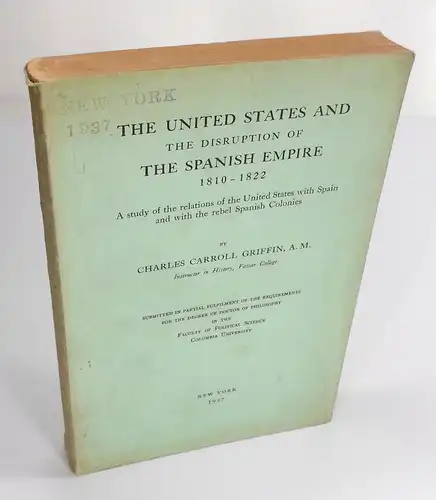 NEW YORK
1937
THE UNITED STATES AND
THE DISRUPTION OF
THE SPANISH EMPIRE
1810-1822
A study of the relations of the United States with Spain
and with the rebel Spanish Colonies
BY
CHARLES CARROLL GRIFFIN, A. M.
Instructor in History, Vassar College
SUBMITTED IN PARTIAL FULFILMENT OF THE REQUIREMENTS
FOR THE DEGREE OF DOCTOR OF PHILOSOPHY
IN THE
FACULTY OF POLITICAL SCIENCE
COLUMBIA UNIVERSITY
NEW YORK
1937